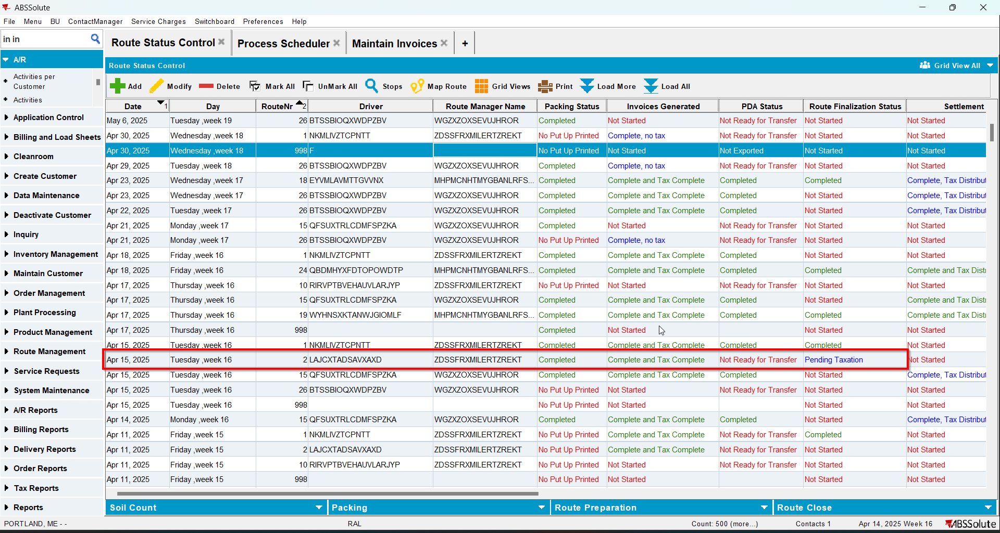 ABSSolute
File Menu BU ContactManager Service Charges Switchboard Preferences Help
in in
Route Status Control Process Scheduler Maintain Invoices +
A/R
Activities per
Customer
Activities
Application Control
Billing and Load Sheets
Cleanroom
Create Customer
Data Maintenance
Deactivate Customer
Inquiry
Inventory Management
Maintain Customer
Order Management
Plant Processing
Product Management
Route Management
Service Requests
System Maintenance
A/R Reports
Billing Reports
Delivery Reports
Order Reports
Tax Reports
Reports
Route Status Control Grid View All
Add Modify Delete Mark All UnMark All Stops Map Route Grid Views Print Load More Load All
Date 1 Day RouteNr 2 Driver Route Manager Name Packing Status Invoices Generated PDA Status Route Finalization Status Settlement
May 6, 2025 Tuesday ,week 19 26 BTSSBIOQXWDPZBV WGZXZOXSEVUJHROR Completed Not Started Not Ready for Transfer Not Started Not Started
Apr 30, 2025 Wednesday ,week 18 1 NKMLIVZTCPNTT ZDSSFRXMILERTZREKT No Put Up Printed Complete, no tax Not Ready for Transfer Not Started Not Started
Apr 30, 2025 Wednesday ,week 18 998 F No Put Up Printed Not Started Not Exported Not Started Not Started
Apr 29, 2025 Tuesday ,week 18 26 BTSSBIOQXWDPZBV WGZXZOXSEVUJHROR Completed Complete, no tax Not Ready for Transfer Not Started Not Started
Apr 23, 2025 Wednesday ,week 17 18 EYVMLAVMTTGVVNX MHPMCNHTMYGBANLRFS... Completed Complete and Tax Complete Completed Completed Complete, Tax Distribut
Apr 23, 2025 Wednesday ,week 17 26 BTSSBIOQXWDPZBV WGZXZOXSEVUJHROR Completed Complete and Tax Complete Completed Not Started Complete, Tax Distribut
Apr 22, 2025 Tuesday ,week 17 26 BTSSBIOQXWDPZBV WGZXZOXSEVUJHROR Completed Complete and Tax Complete Completed Not Started Complete, Tax Distribut
Apr 21, 2025 Monday ,week 17 15 QFSUXTRLCDMFSPZKA WGZXZOXSEVUJHROR Completed Not Started Not Ready for Transfer Not Started Not Started
Apr 21, 2025 Monday ,week 17 26 BTSSBIOQXWDPZBV WGZXZOXSEVUJHROR No Put Up Printed Complete, no tax Not Ready for Transfer Not Started Not Started
Apr 18, 2025 Friday ,week 16 1 NKMLIVZTCPNTT ZDSSFRXMILERTZREKT Completed Complete and Tax Complete Completed Not Started Not Started
Apr 18, 2025 Friday ,week 16 24 QBDMHYXFDTOPOWDTP MHPMCNHTMYGBANLRFS... Completed Complete and Tax Complete Completed Completed Complete and Tax Distr
Apr 17, 2025 Thursday ,week 16 10 RIRVPTBVEHAUVLARJYP ZDSSFRXMILERTZREKT No Put Up Printed Not Started Not Ready for Transfer Not Started Not Started
Apr 17, 2025 Thursday ,week 16 15 QFSUXTRLCDMFSPZKA WGZXZOXSEVUJHROR Completed Complete and Tax Complete Completed Not Started Complete and Tax Distr
Apr 17, 2025 Thursday ,week 16 19 WYHNSXKTANWJGIOMLF MHPMCNHTMYGBANLRFS... Completed Complete and Tax Complete Completed Completed Complete and Tax Distr
Apr 17, 2025 Thursday ,week 16 998 Completed Not Started Not Started Not Started
Apr 15, 2025 Tuesday ,week 16 1 NKMLIVZTCPNTT ZDSSFRXMILERTZREKT Completed Complete and Tax Complete Completed Completed Not Started
Apr 15, 2025 Tuesday ,week 16 2 LAJCXTADSAVXAXD ZDSSFRXMILERTZREKT Completed Complete and Tax Complete Not Ready for Transfer Pending Taxation Not Started
Apr 15, 2025 Tuesday ,week 16 15 QFSUXTRLCDMFSPZKA WGZXZOXSEVUJHROR Completed Complete and Tax Complete Completed Not Started Complete, Tax Distribut
Apr 15, 2025 Tuesday ,week 16 26 BTSSBIOQXWDPZBV WGZXZOXSEVUJHROR No Put Up Printed Not Started Not Ready for Transfer Not Started Not Started
Apr 15, 2025 Tuesday ,week 16 998 No Put Up Printed Not Started Not Started Not Started
Apr 14, 2025 Monday ,week 16 15 QFSUXTRLCDMFSPZKA WGZXZOXSEVUJHROR Completed Complete and Tax Complete Completed Not Started Complete, Tax Distribut
Apr 11, 2025 Friday ,week 15 1 NKMLIVZTCPNTT ZDSSFRXMILERTZREKT No Put Up Printed Complete and Tax Complete Not Ready for Transfer Completed Not Started
Apr 11, 2025 Friday ,week 15 2 LAJCXTADSAVXAXD ZDSSFRXMILERTZREKT No Put Up Printed Complete and Tax Complete Not Ready for Transfer Not Started Not Started
Apr 11, 2025 Friday ,week 15 10 RIRVPTBVEHAUVLARJYP ZDSSFRXMILERTZREKT No Put Up Printed Not Started Not Ready for Transfer Not Started Not Started
Apr 11, 2025 Friday ,week 15 998 No Put Up Printed Not Started Not Started Not Started
Soil Count Packing Route Preparation Route Close
PORTLAND, ME - - RAL Count: 500 (more...) Contacts 1 Apr 14, 2025 Week 16 ABSSolute